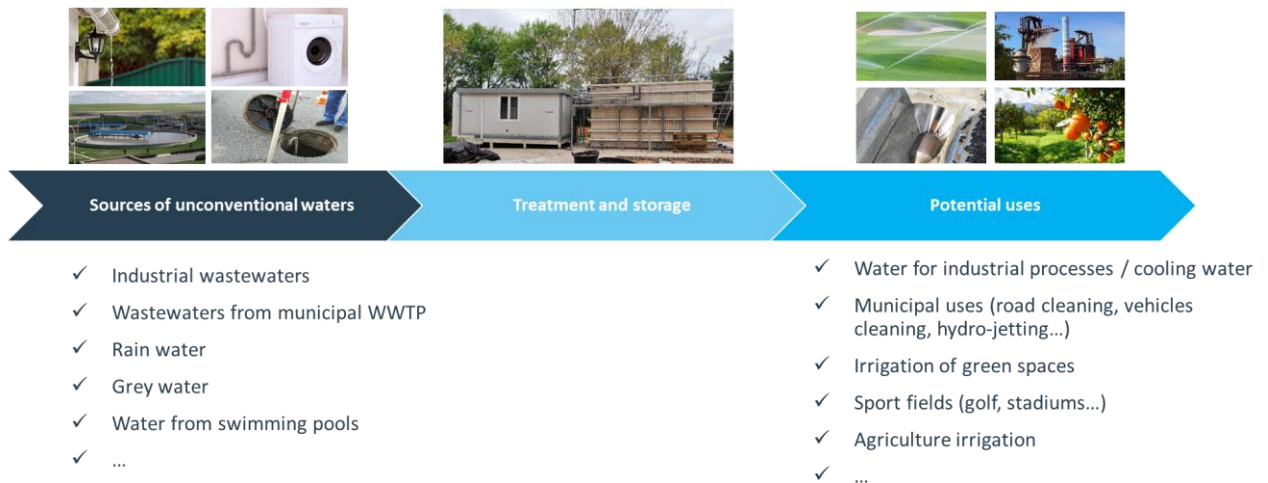 Sources of unconventional waters
Treatment and storage
Potential uses
✓ Industrial wastewaters
✓ Wastewaters from municipal WWTP
✓ Rain water
✓ Grey water
✓ Water from swimming pools
✓ ...
✓ Water for industrial processes / cooling water
✓ Municipal uses (road cleaning, vehicles
cleaning, hydro-jetting...)
✓ Irrigation of green spaces
✓ Sport fields (golf, stadiums...)
✓ Agriculture irrigation
✓ ...